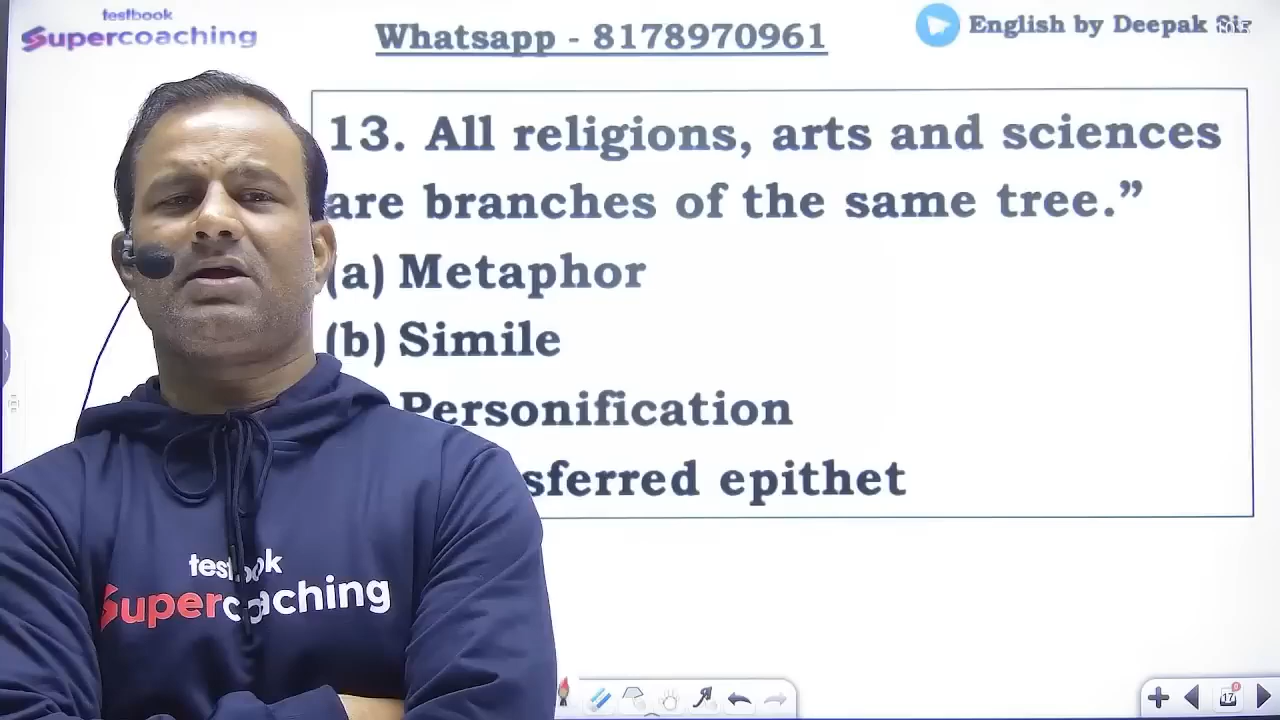 testbook
Supercoaching
Whatsapp - 8178970961
English by Deepak Sir
13. All religions, arts and sciences
are branches of the same tree.”
(a) Metaphor
(b) Simile
Personification
sferred epithet
testbook
Supercoaching
17